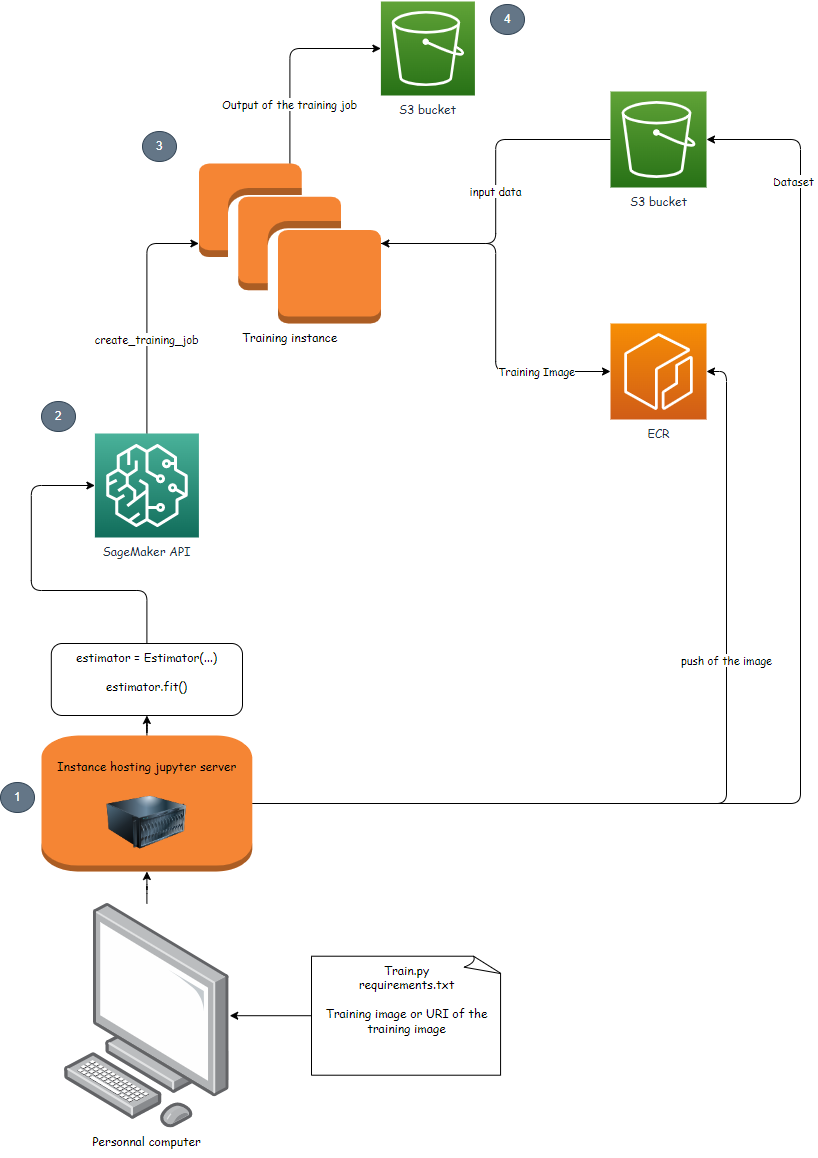 4
Output of the training job
S3 bucket
3
Dataset
input data
S3 bucket
create_training_job
Training instance
Training Image
2
ECR
SageMaker API
estimator = Estimator(...)
estimator.fit()
push of the image
Instance hosting jupyter server
1
Train.py
requirements.txt
Training image or URI of the
training image
Personnal computer